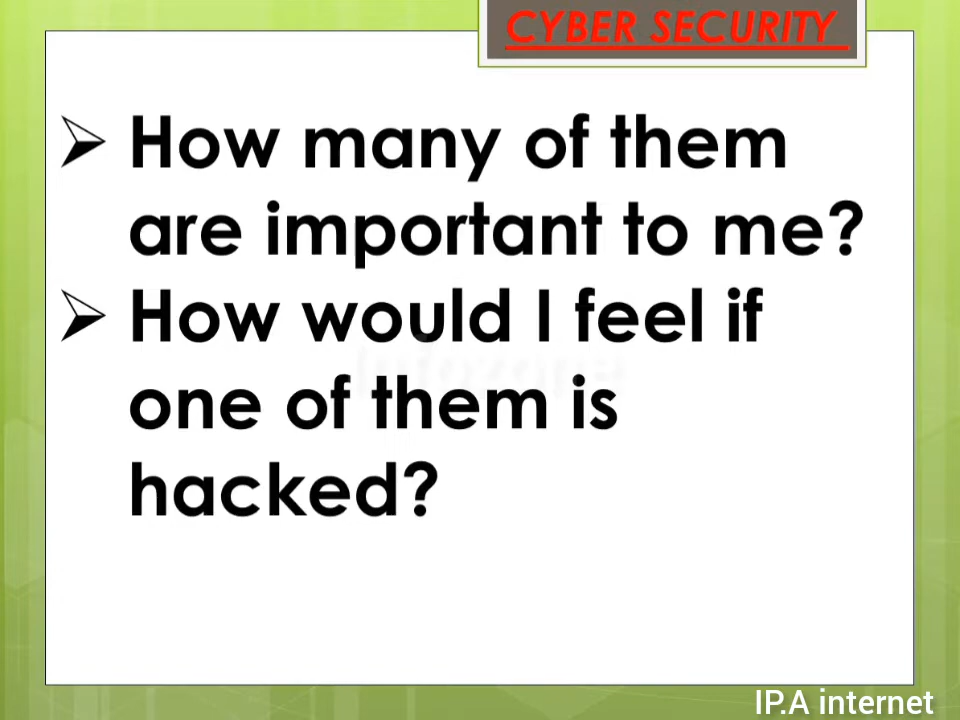 CYBER SECURITY
➢ How many of them
are important to me?
➢ How would I feel if
one of them is
hacked?
IP.A internet